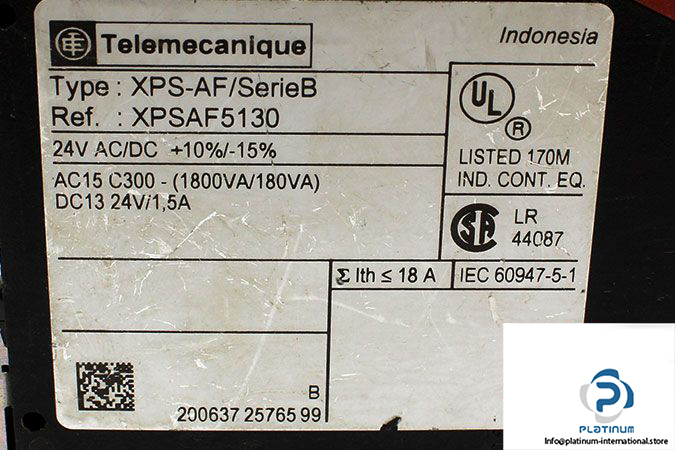 Telemecanique
Indonesia
Type : XPS-AF/SerieB
Ref. : XPSAF5130
24V AC/DC +10%/-15%
AC15 C300 - (1800VA/180VA)
DC13 24V/1,5A
UL
®
LISTED 170M
IND. CONT. EQ.
SA
LR
44087
Σ Ith ≤ 18 A
IEC 60947-5-1
B
200637 25765 99
PLATINUM
Info@platinum-international.store